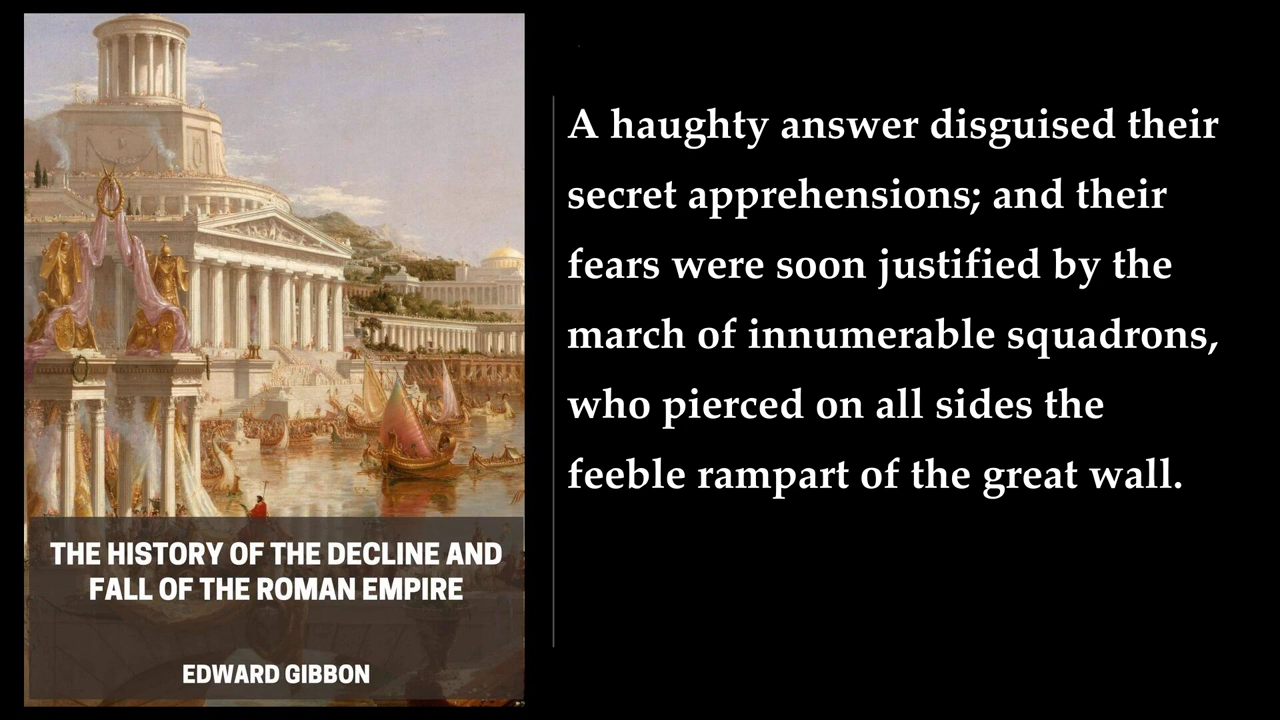 A haughty answer disguised their
secret apprehensions; and their
fears were soon justified by the
march of innumerable squadrons,
who pierced on all sides the
feeble rampart of the great wall.
THE HISTORY OF THE DECLINE AND
FALL OF THE ROMAN EMPIRE
EDWARD GIBBON